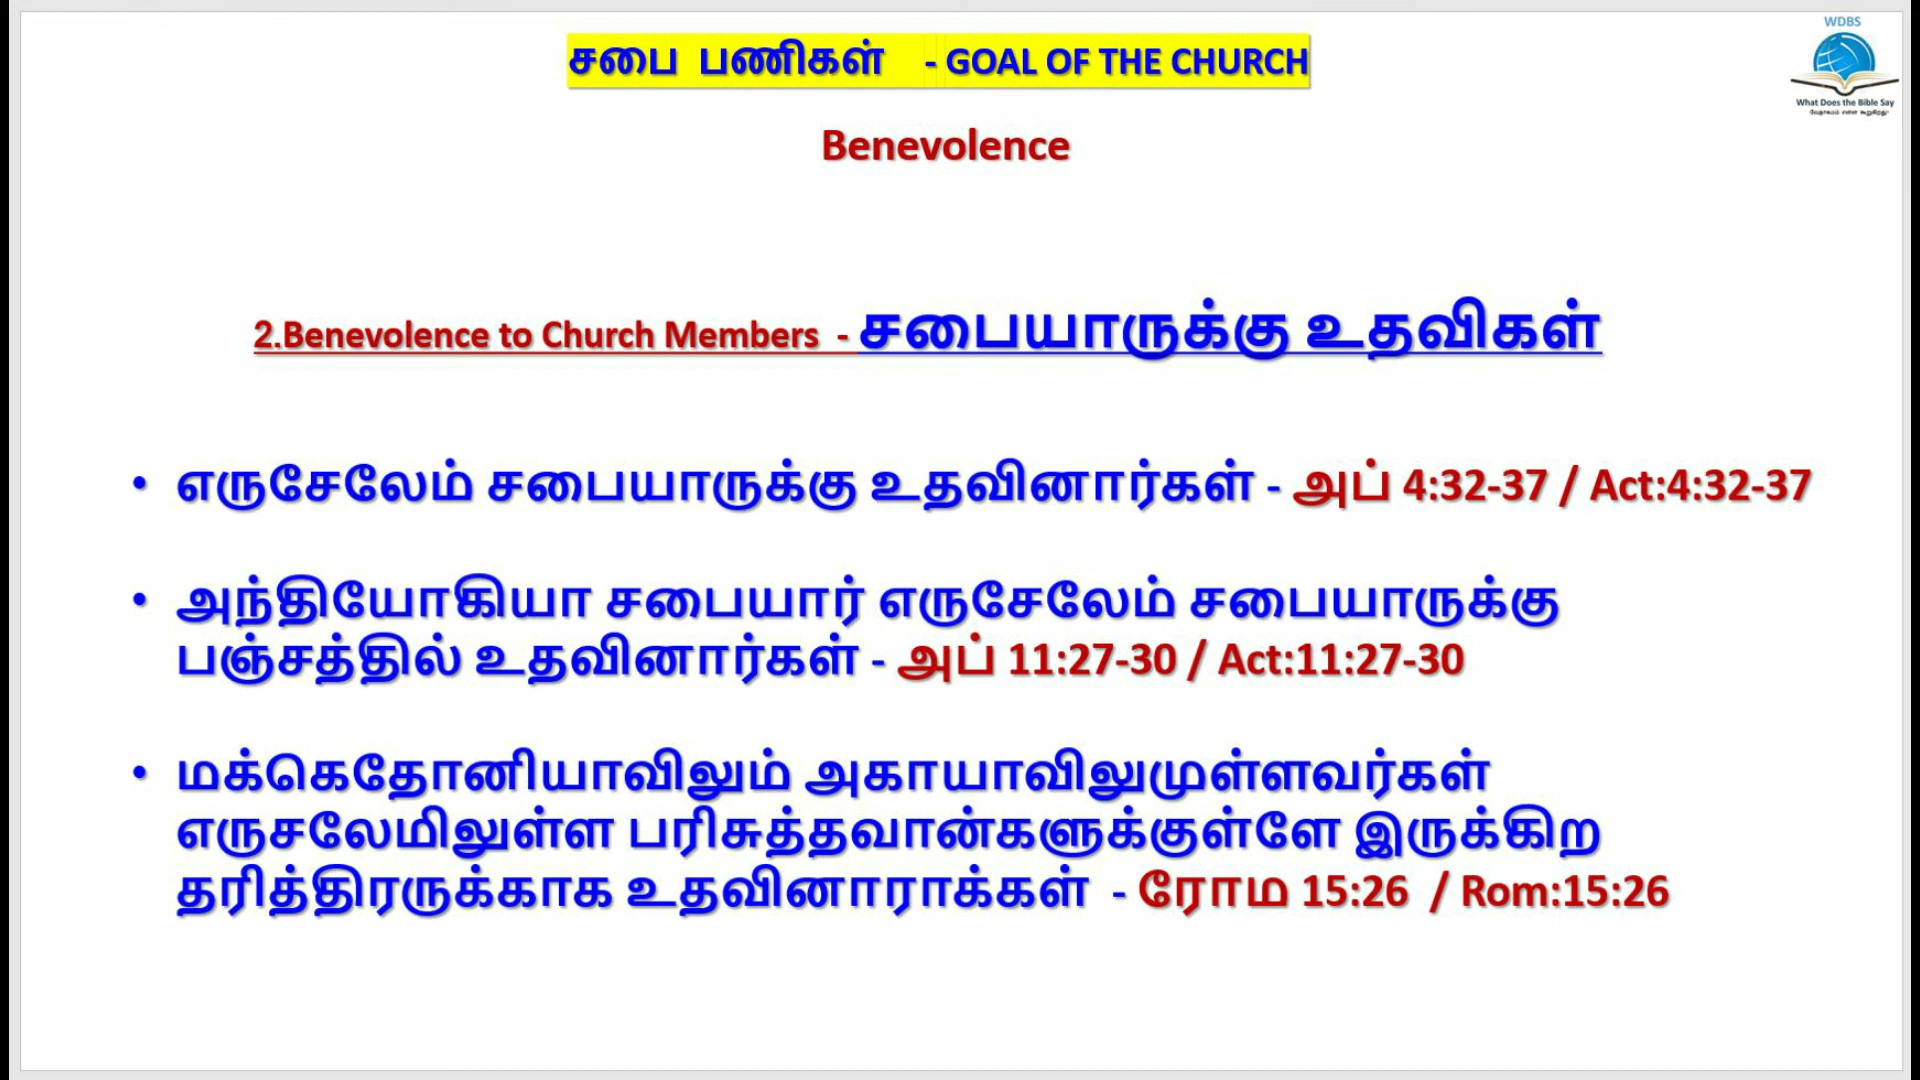 WDBS
சபை பணிகள் - GOAL OF THE CHURCH
What Does the Bible Say
வேதாகமம் என்ன கூறுகிறது?
Benevolence
2.Benevolence to Church Members - சபையாருக்கு உதவிகள்
• எருசேலேம் சபையாருக்கு உதவினார்கள் - அப் 4:32-37 / Act:4:32-37
• அந்தியோகியா சபையார் எருசேலேம் சபையாருக்கு
பஞ்சத்தில் உதவினார்கள் - அப் 11:27-30 / Act:11:27-30
• மக்கெதோனியாவிலும் அகாயாவிலுமுள்ளவர்கள்
எருசலேமிலுள்ள பரிசுத்தவான்களுக்குள்ளே இருக்கிற
தரித்திரருக்காக உதவினாராக்கள் - ரோம 15:26 / Rom:15:26